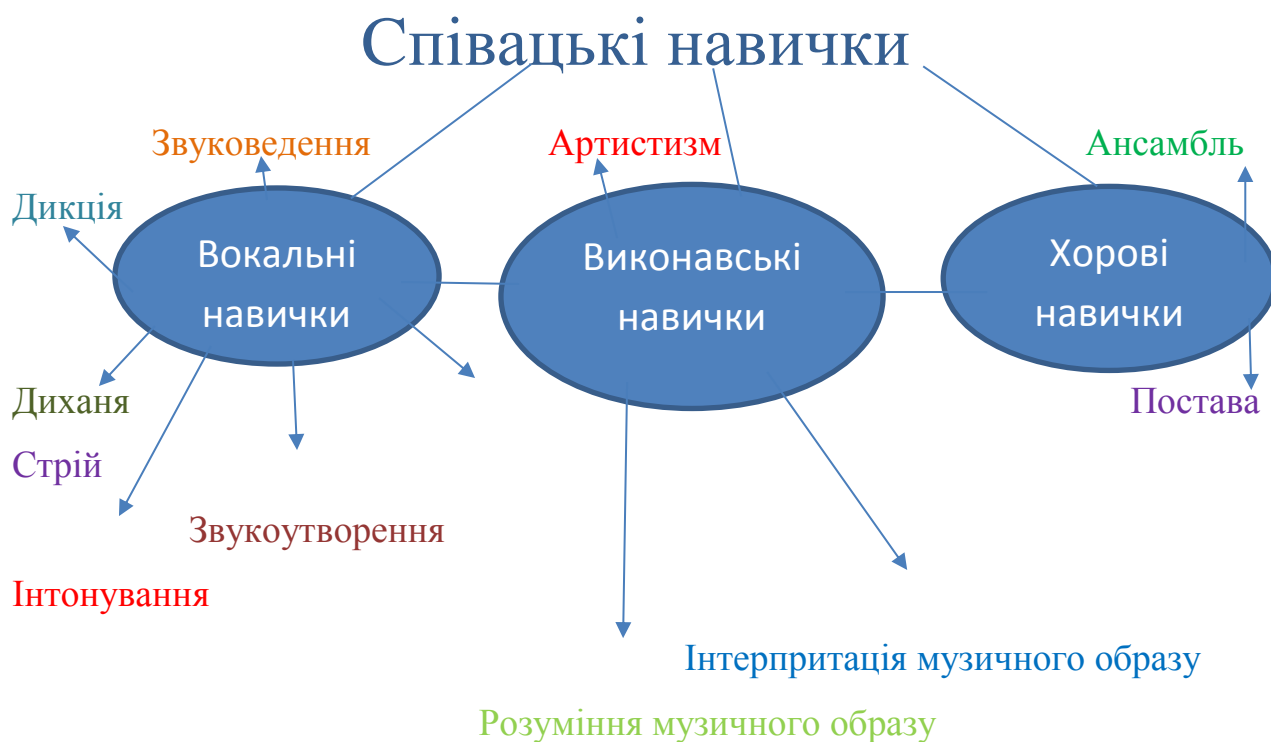 Співацькі навички
Звуковедення
Артистизм
Ансамбль
Дикція
Вокальні
навички
Виконавські
навички
Хорові
навички
Диханя
Постава
Стрій
Звукоутворення
Інтонування
Інтерпритація музичного образу
Розуміння музичного образу